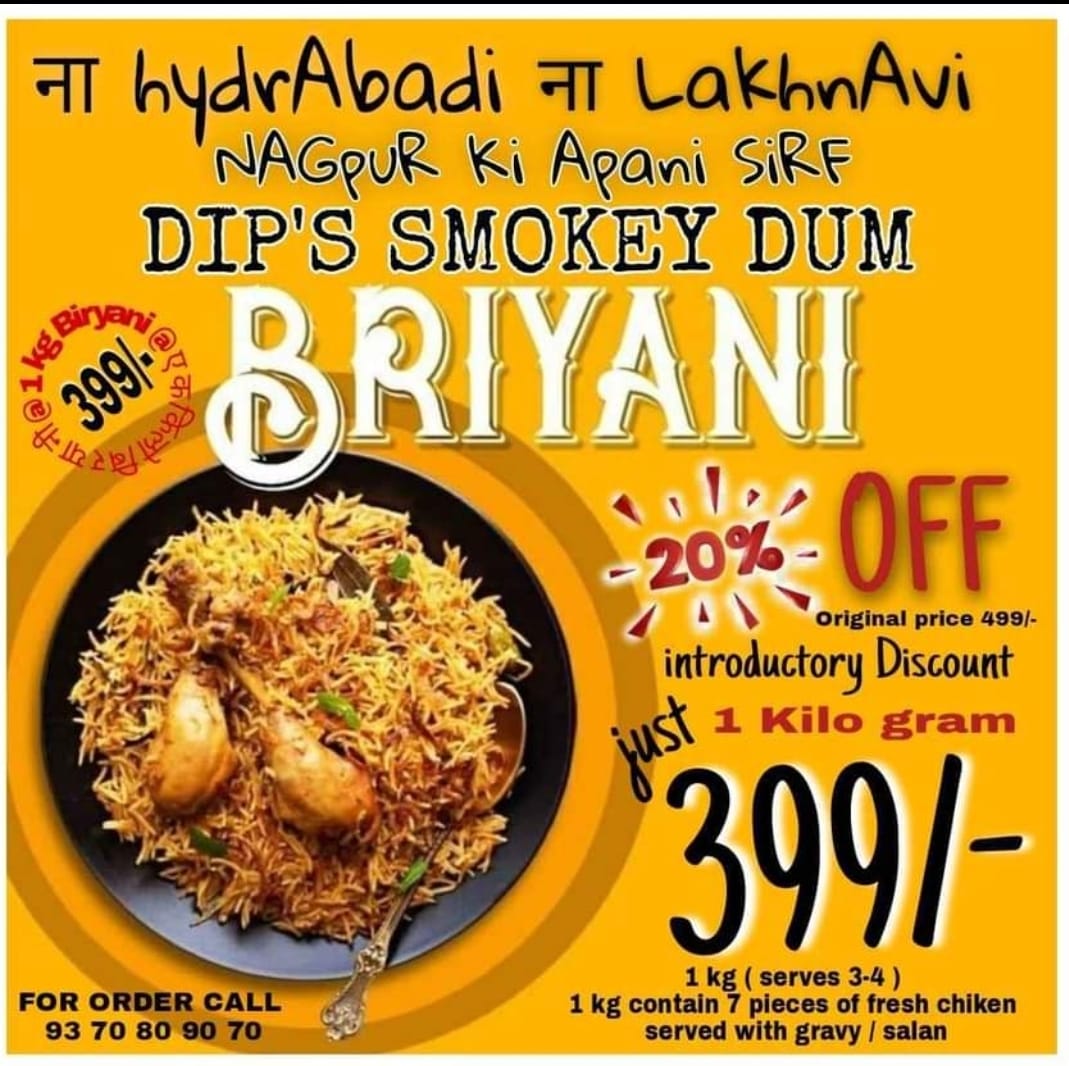 ना hydrAbadi ना LakhnAvi
NAGpuR Ki Apani SiRF
DIP'S SMOKEY DUM
BRIYANI
@1 kg Biryani@
399/-
एक किलो बिरयानी
20% OFF
Original price 499/-
introductory Discount
just 1 Kilo gram
399/-
1 kg ( serves 3-4 )
1 kg contain 7 pieces of fresh chiken
served with gravy / salan
FOR ORDER CALL
93 70 80 90 70